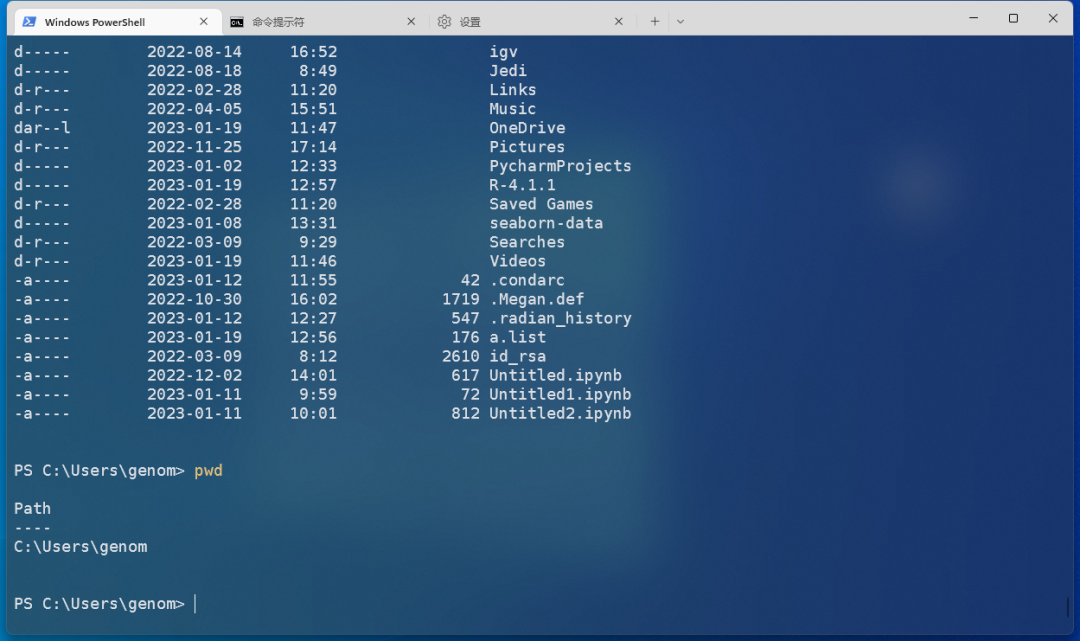 Windows PowerShell 命令提示符 设置
d----- 2022-08-14 16:52 igv
d----- 2022-08-18 8:49 Jedi
d-r--- 2022-02-28 11:20 Links
d-r--- 2022-04-05 15:51 Music
dar--l 2023-01-19 11:47 OneDrive
d-r--- 2022-11-25 17:14 Pictures
d----- 2023-01-02 12:33 PycharmProjects
d----- 2023-01-19 12:57 R-4.1.1
d-r--- 2022-02-28 11:20 Saved Games
d----- 2023-01-08 13:31 seaborn-data
d-r--- 2022-03-09 9:29 Searches
d-r--- 2023-01-19 11:46 Videos
-a---- 2023-01-12 11:55 42 .condarc
-a---- 2022-10-30 16:02 1719 .Megan.def
-a---- 2023-01-12 12:27 547 .radian_history
-a---- 2023-01-19 12:56 176 a.list
-a---- 2022-03-09 8:12 2610 id_rsa
-a---- 2022-12-02 14:01 617 Untitled.ipynb
-a---- 2023-01-11 9:59 72 Untitled1.ipynb
-a---- 2023-01-11 10:01 812 Untitled2.ipynb
PS C:\Users\genom> pwd
Path
----
C:\Users\genom
PS C:\Users\genom>